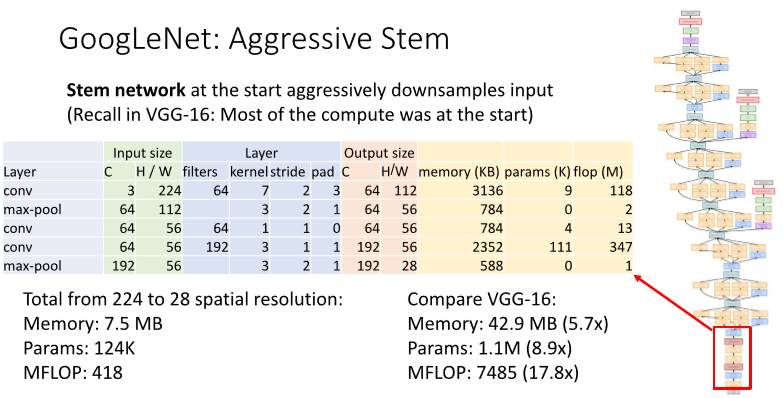 GoogLeNet: Aggressive Stem
Stem network at the start aggressively downsamples input
(Recall in VGG-16: Most of the compute was at the start)
Input size Layer Output size
Layer C H / W filters kernel stride pad C H/W memory (KB) params (K) flop (M)
conv 3 224 64 7 2 3 64 112 3136 9 118
max-pool 64 112 3 2 1 64 56 784 0 2
conv 64 56 64 1 1 0 64 56 784 4 13
conv 64 56 192 3 1 1 192 56 2352 111 347
max-pool 192 56 3 2 1 192 28 588 0 1
Total from 224 to 28 spatial resolution:
Memory: 7.5 MB
Params: 124K
MFLOP: 418
Compare VGG-16:
Memory: 42.9 MB (5.7x)
Params: 1.1M (8.9x)
MFLOP: 7485 (17.8x)